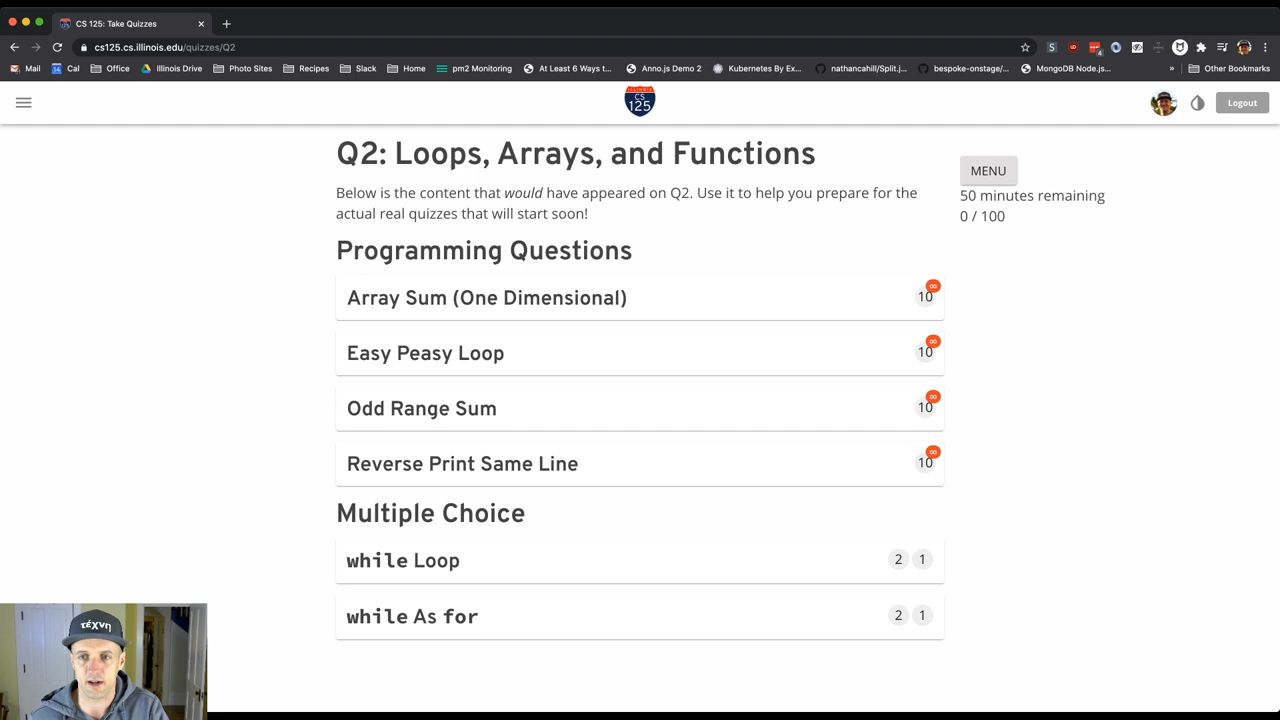 CS 125: Take Quizzes
cs125.cs.illinois.edu/quizzes/Q2
Mail
Cal
Office
Illinois Drive
Photo Sites
Recipes
Slack
Home
pm2 Monitoring
At Least 6 Ways t...
Anno.js Demo 2
Kubernetes By Ex...
nathancahill/Split.j...
bespoke-onstage/...
MongoDB Node.js...
»
Other Bookmarks
ILLINOIS
CS
125
Logout
Q2: Loops, Arrays, and Functions
MENU
50 minutes remaining
0 / 100
Below is the content that would have appeared on Q2. Use it to help you prepare for the
actual real quizzes that will start soon!
Programming Questions
Array Sum (One Dimensional) 10 ∞
Easy Peasy Loop 10 ∞
Odd Range Sum 10 ∞
Reverse Print Same Line 10 ∞
Multiple Choice
while Loop 2 1
while As for 2 1
τέχνη